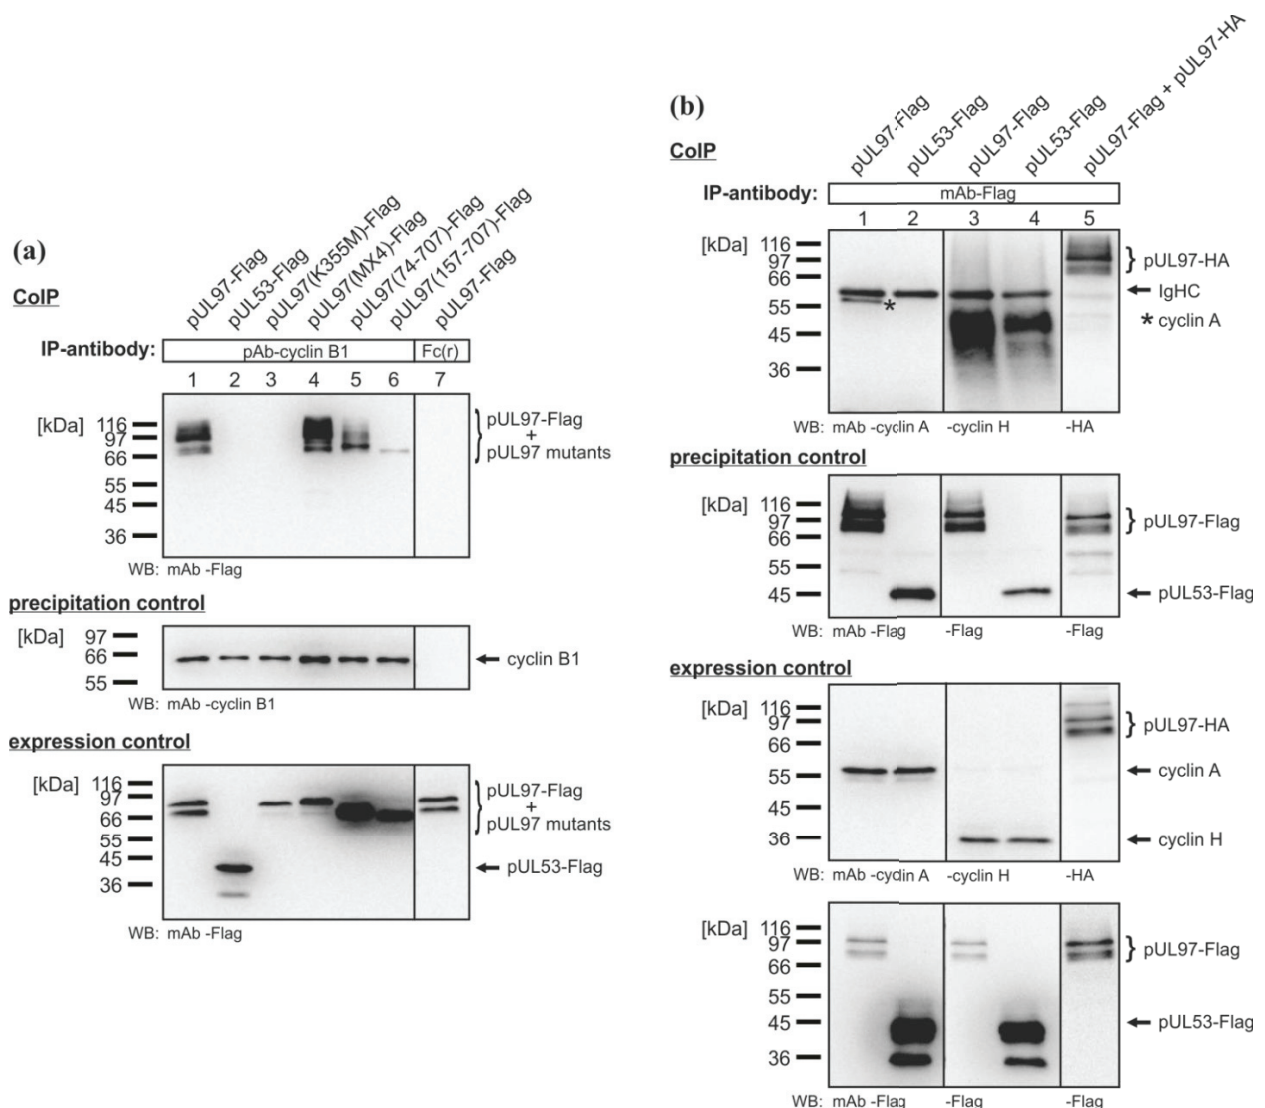 (a)
CoIP
pUL97-Flag
pUL53-Flag
pUL97(K355M)-Flag
pUL97(MX4)-Flag
pUL97(74-707)-Flag
pUL97(157-707)-Flag
pUL97-Flag
IP-antibody: pAb-cyclin B1 Fc(r)
1 2 3 4 5 6 7
[kDa] 116
97
66
55
45
36
pUL97-Flag
+
pUL97 mutants
WB: mAb -Flag
precipitation control
[kDa] 97
66
55
cyclin B1
WB: mAb -cyclin B1
expression control
[kDa] 116
97
66
55
45
36
pUL97-Flag
+
pUL97 mutants
pUL53-Flag
WB: mAb -Flag
(b)
CoIP
pUL97-Flag
pUL53-Flag
pUL97-Flag
pUL53-Flag
pUL97-Flag + pUL97-HA
IP-antibody: mAb-Flag
1 2 3 4 5
[kDa] 116
97
66
55
45
36
} pUL97-HA
IgHC
*
* cyclin A
WB: mAb -cyclin A -cyclin H -HA
precipitation control
[kDa] 116
97
66
55
45
} pUL97-Flag
pUL53-Flag
WB: mAb -Flag -Flag -Flag
expression control
[kDa] 116
97
66
55
45
36
} pUL97-HA
cyclin A
cyclin H
WB: mAb -cyclin A -cyclin H -HA
[kDa] 116
97
66
55
45
36
} pUL97-Flag
pUL53-Flag
WB: mAb -Flag -Flag -Flag